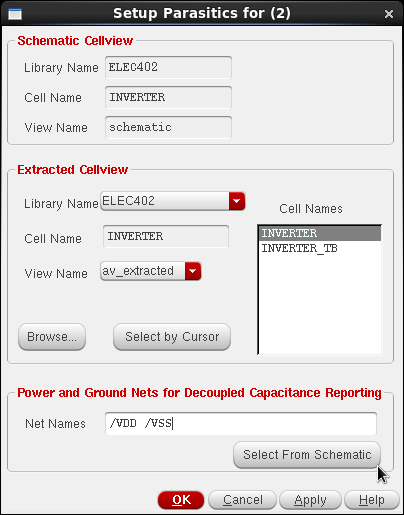 Setup Parasitics for (2)
Schematic Cellview
Library Name ELEC402
Cell Name INVERTER
View Name schematic
Extracted Cellview
Library Name ELEC402
Cell Names
Cell Name INVERTER
INVERTER
INVERTER_TB
View Name av_extracted
Browse... Select by Cursor
Power and Ground Nets for Decoupled Capacitance Reporting
Net Names /VDD /VSS
Select From Schematic
OK Cancel Apply Help